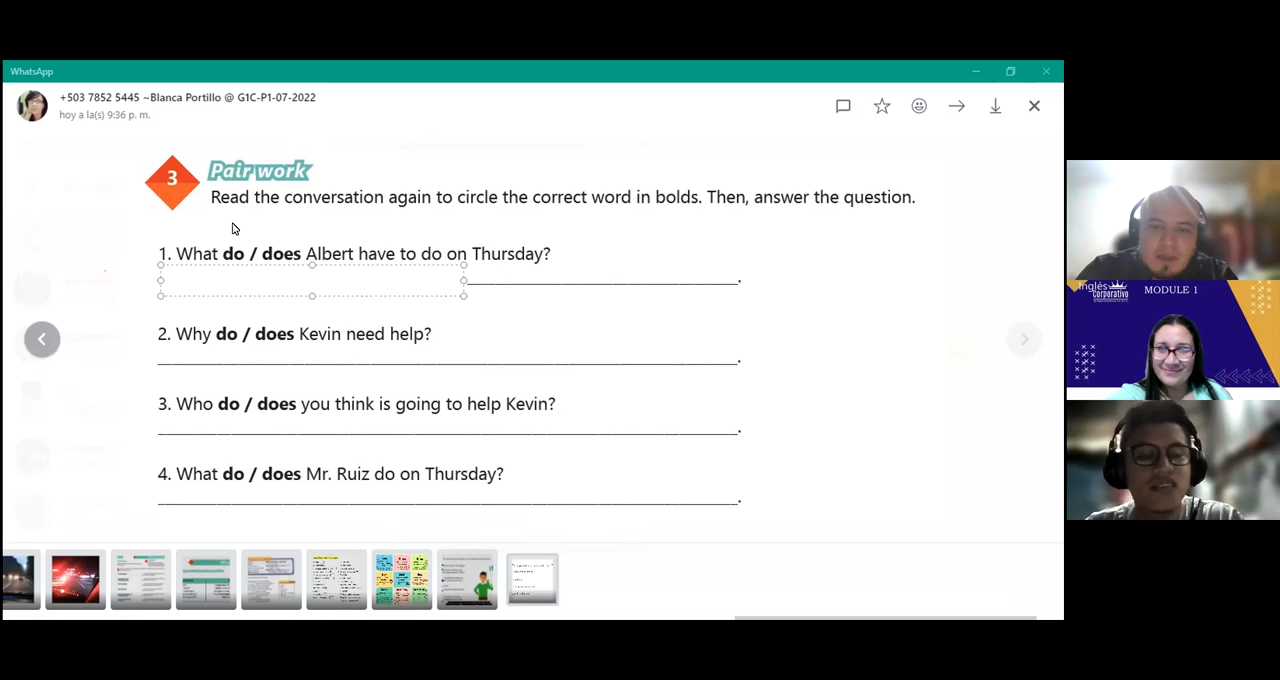 WhatsApp
+503 7852 5445 ~Blanca Portillo @ G1C-P1-07-2022
hoy a la(s) 9:36 p. m.
3
Pair work
Read the conversation again to circle the correct word in bolds. Then, answer the question.
1. What do / does Albert have to do on Thursday?
2. Why do / does Kevin need help?
3. Who do / does you think is going to help Kevin?
4. What do / does Mr. Ruiz do on Thursday?
Inglés
Corporativo
MODULE 1